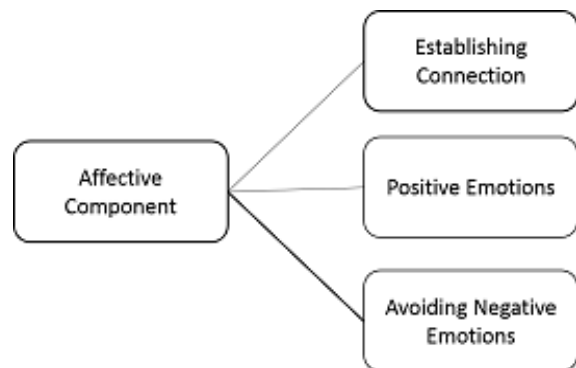 Establishing
Connection
Affective
Component
Positive Emotions
Avoiding Negative
Emotions